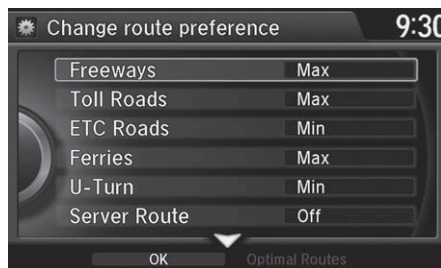 Change route preference 9:30
Freeways Max
Toll Roads Max
ETC Roads Min
Ferries Max
U-Turn Min
Server Route Off
OK Optimal Routes